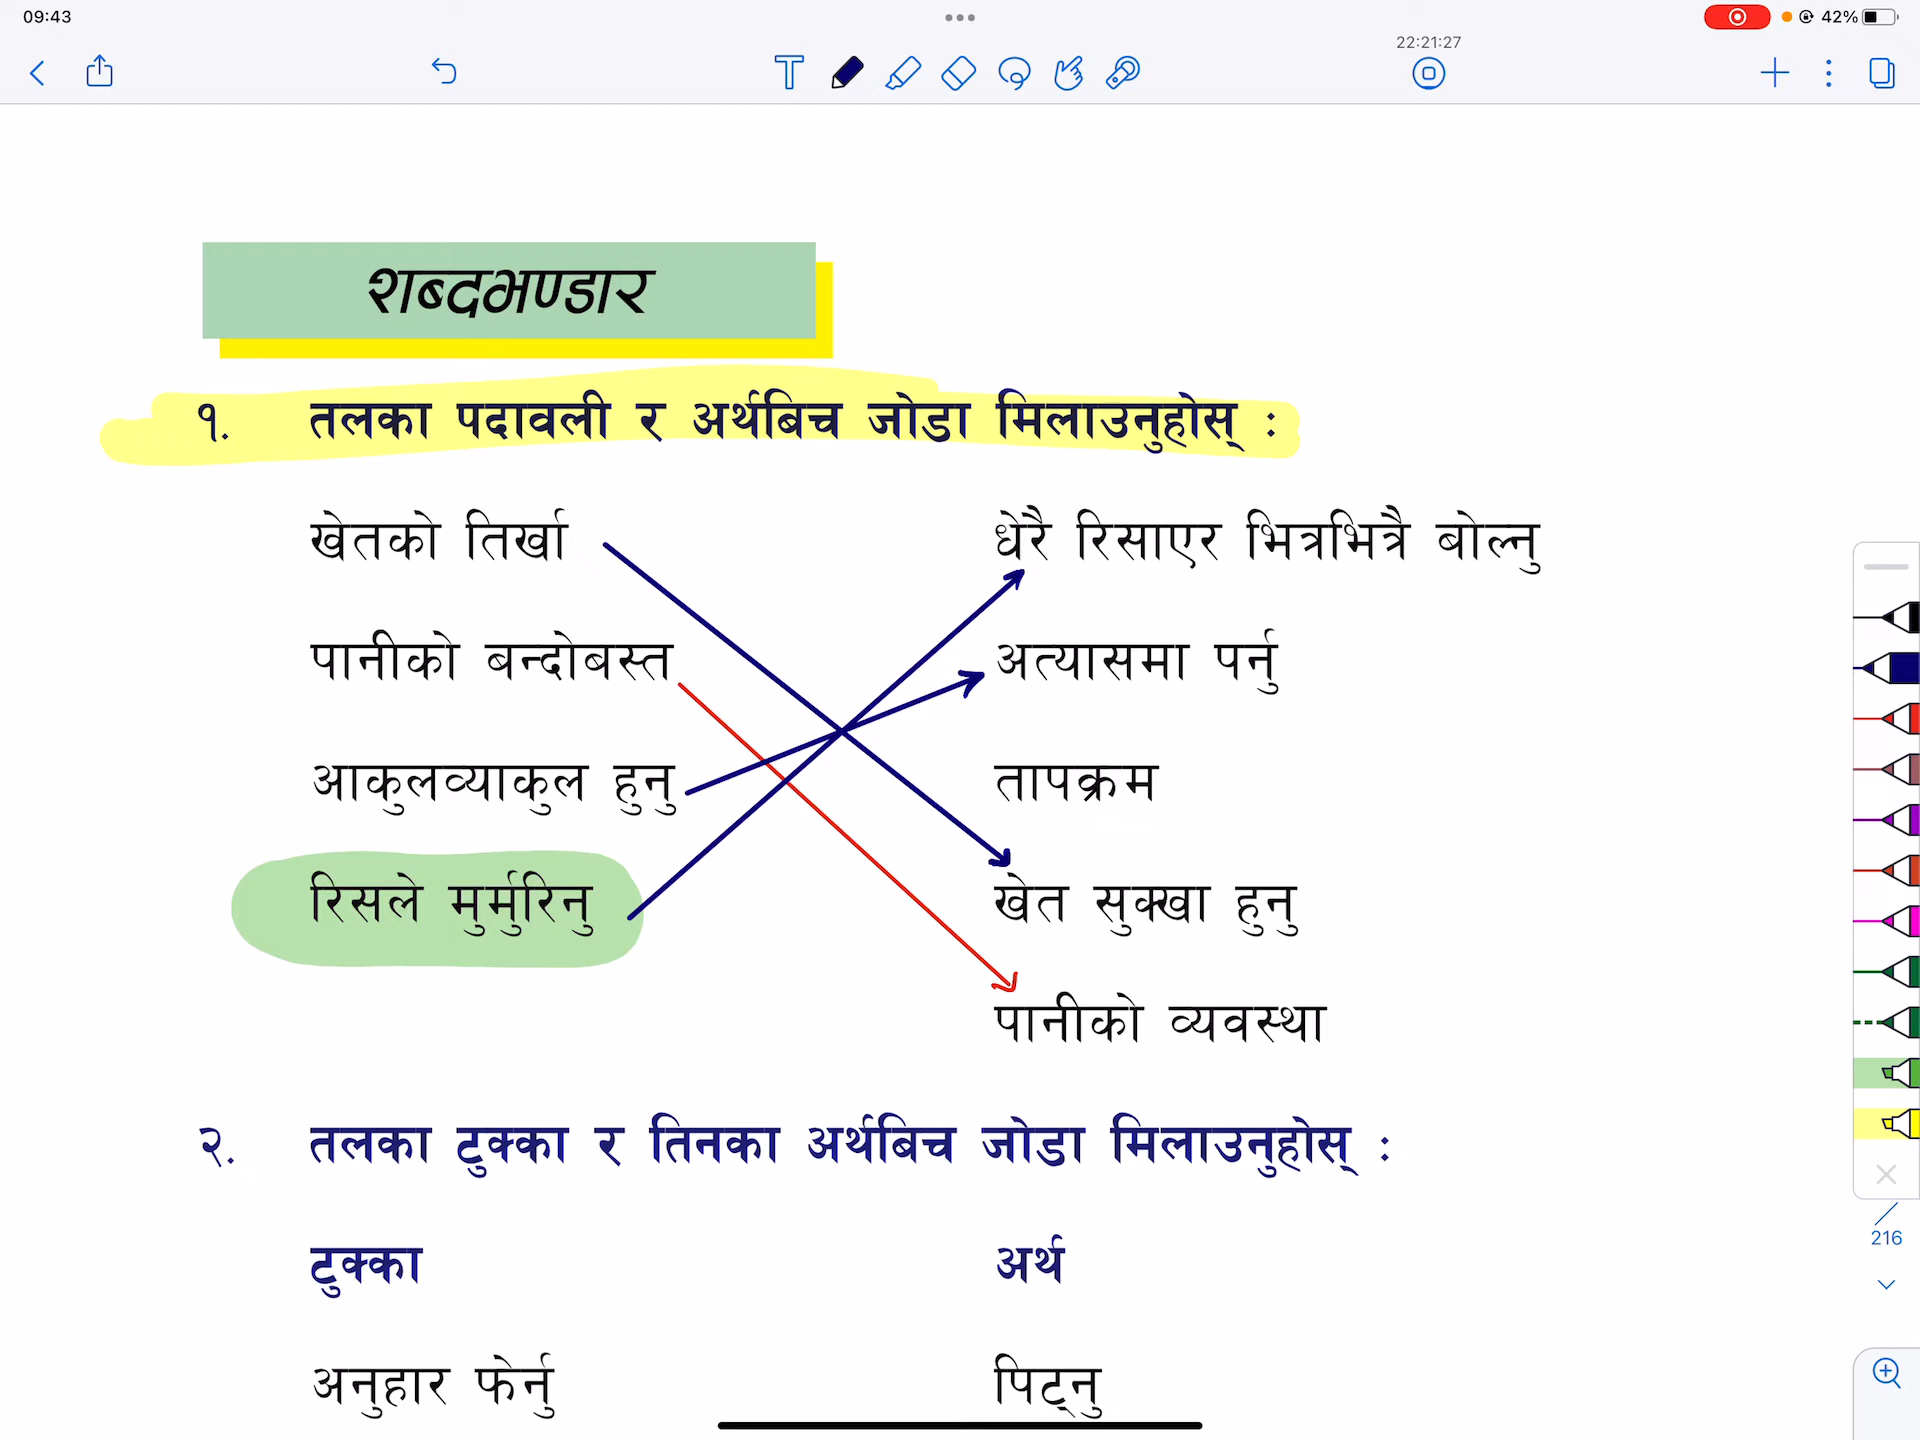 09:43
42%
22:21:27
शब्दभण्डार
१. तलका पदावली र अर्थबिच जोडा मिलाउनुहोस् :
खेतको तिर्खा धेरै रिसाएर भित्रभित्रै बोल्नु
पानीको बन्दोबस्त अत्यासमा पर्नु
आकुलव्याकुल हुनु तापक्रम
रिसले मुर्मुरिनु खेत सुक्खा हुनु
पानीको व्यवस्था
२. तलका टुक्का र तिनका अर्थबिच जोडा मिलाउनुहोस् :
216
टुक्का अर्थ
अनुहार फेर्नु पिट्नु